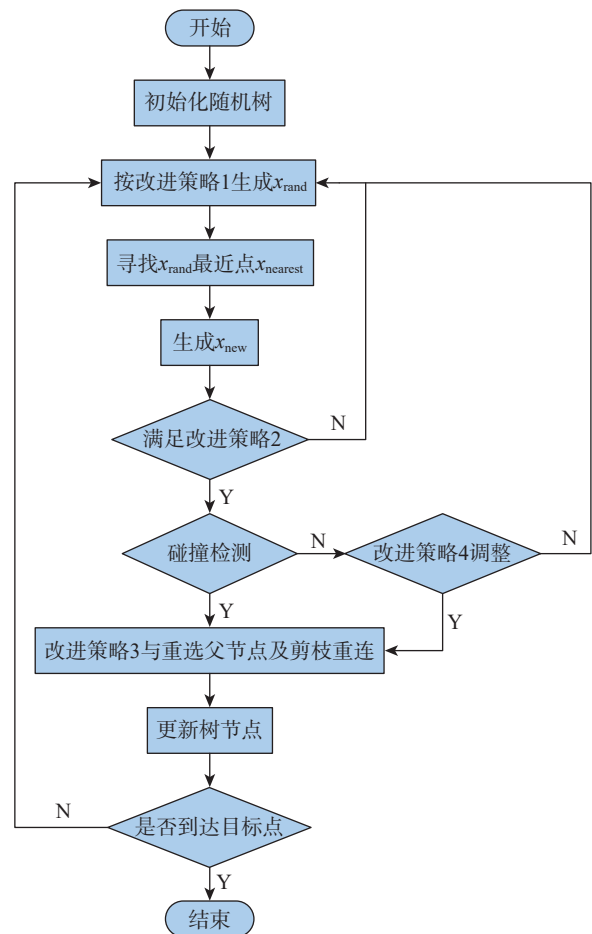 开始
初始化随机树
按改进策略1生成xrand
寻找xrand最近点xnearest
生成xnew
满足改进策略2
N
Y
碰撞检测
N
改进策略4调整
N
Y
Y
改进策略3与重选父节点及剪枝重连
更新树节点
N
是否到达目标点
Y
结束